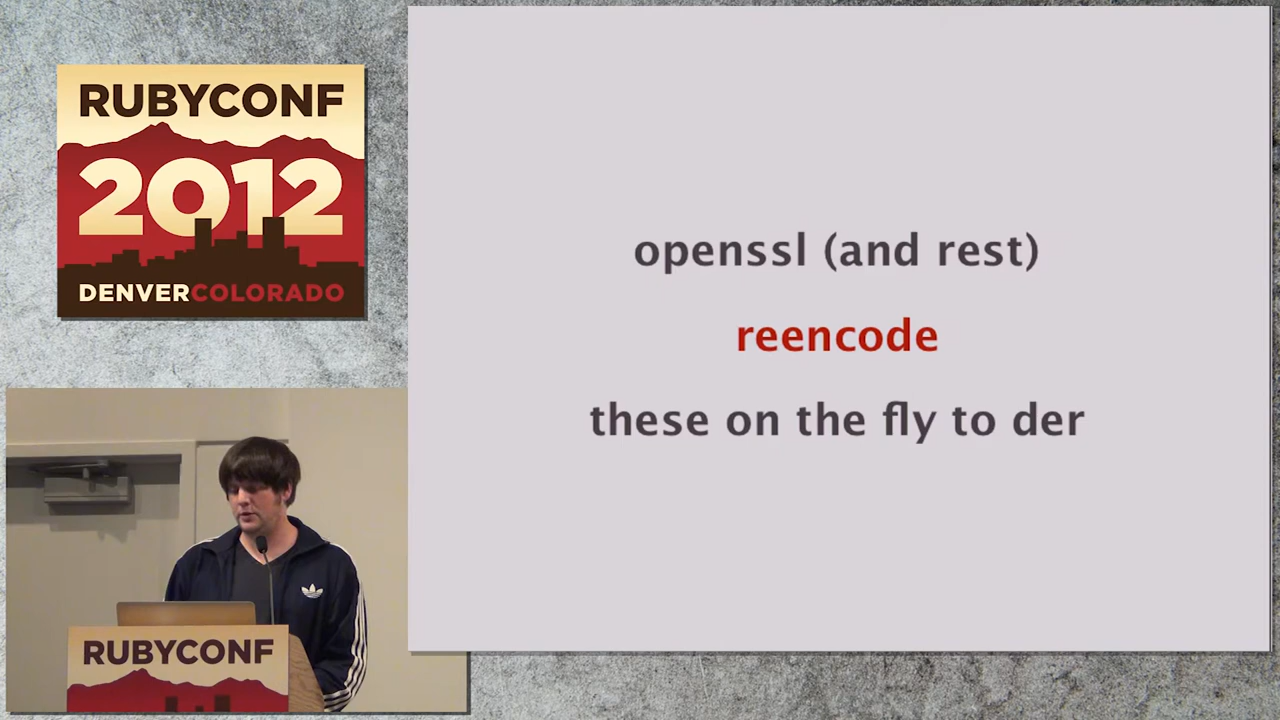 RUBYCONF
2012
DENVERCOLORADO
openssl (and rest)
reencode
these on the fly to der
RUBYCONF